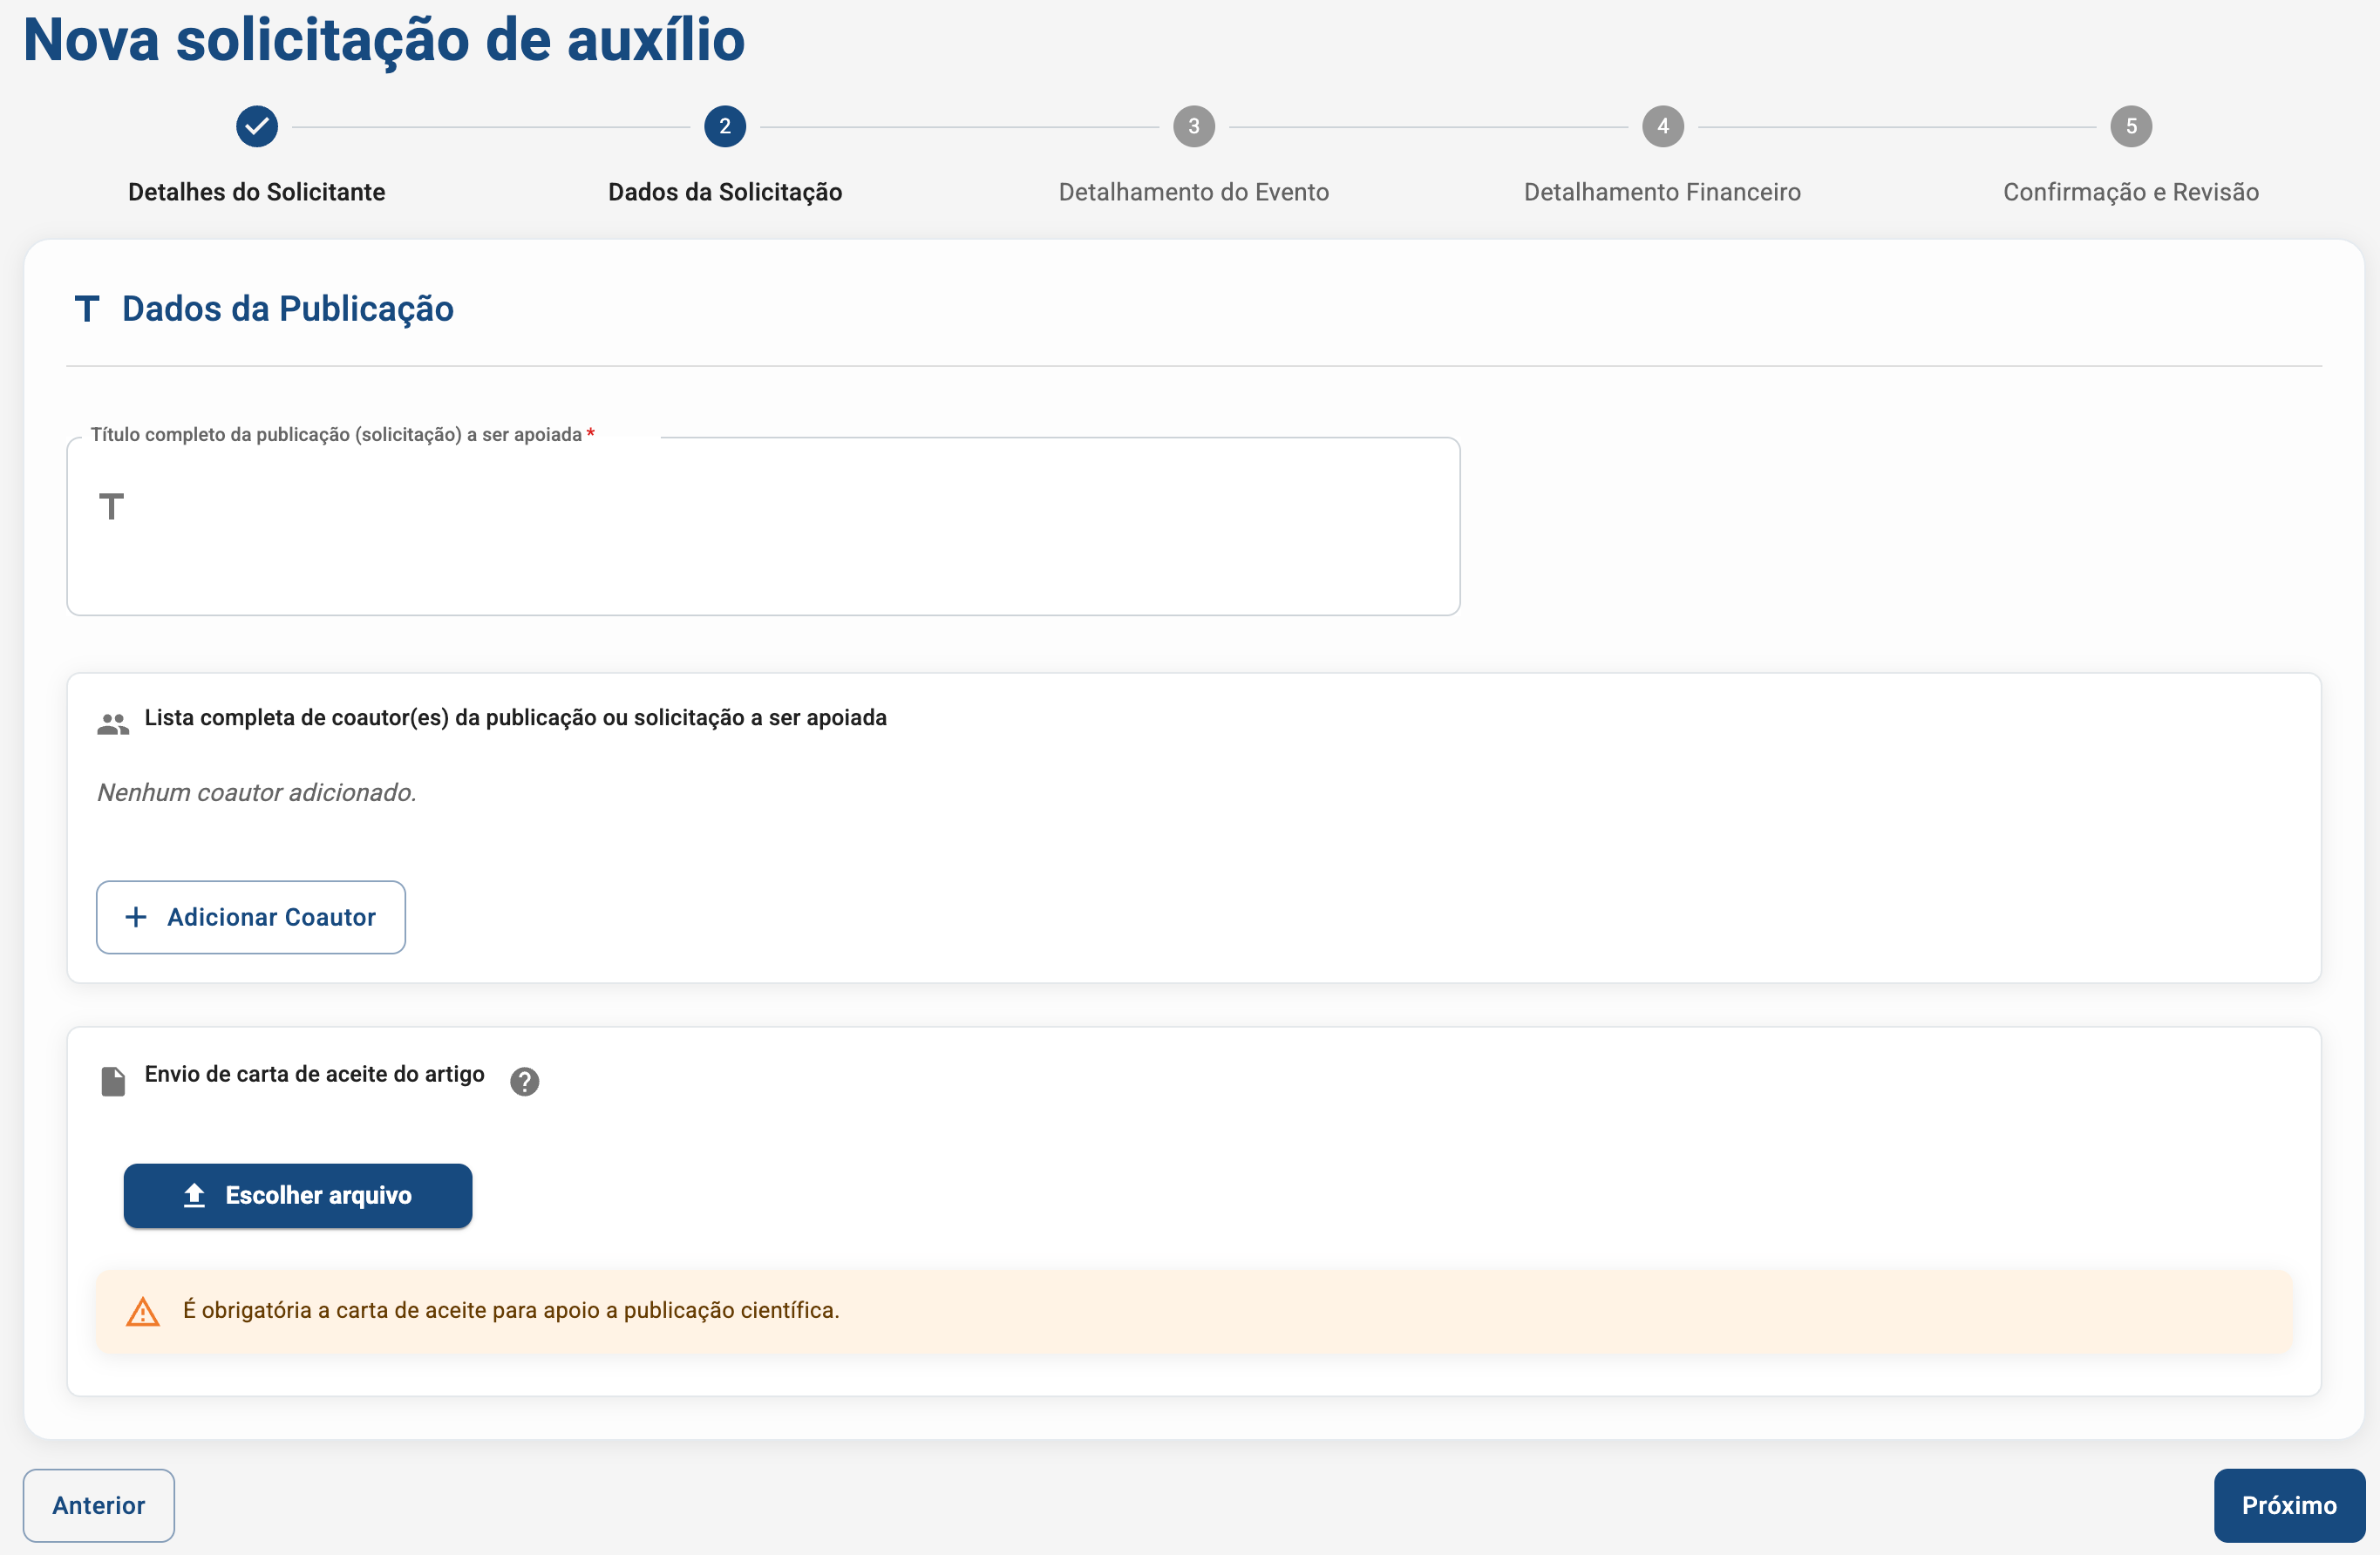 Nova solicitação de auxílio
2
3
4
5
Detalhes do Solicitante
Dados da Solicitação
Detalhamento do Evento
Detalhamento Financeiro
Confirmação e Revisão
Dados da Publicação
Título completo da publicação (solicitação) a ser apoiada *
Lista completa de coautor(es) da publicação ou solicitação a ser apoiada
Nenhum coautor adicionado.
Adicionar Coautor
Envio de carta de aceite do artigo
Escolher arquivo
É obrigatória a carta de aceite para apoio a publicação científica.
Anterior
Próximo